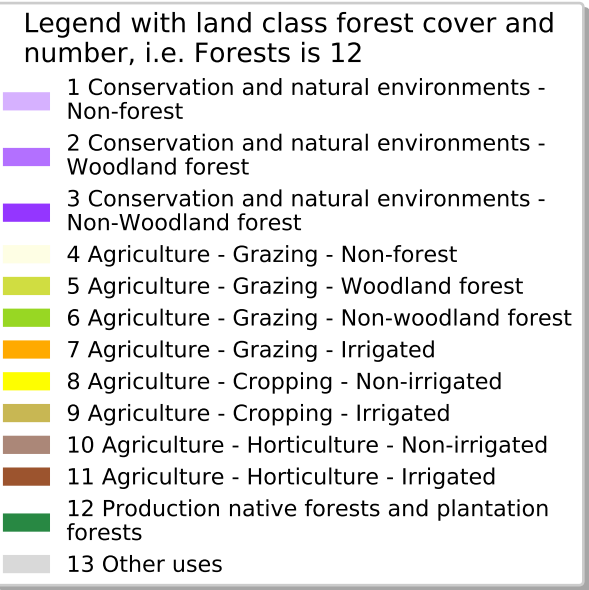 Legend with land class forest cover and
number, i.e. Forests is 12
1 Conservation and natural environments -
Non-forest
2 Conservation and natural environments -
Woodland forest
3 Conservation and natural environments -
Non-Woodland forest
4 Agriculture - Grazing - Non-forest
5 Agriculture - Grazing - Woodland forest
6 Agriculture - Grazing - Non-woodland forest
7 Agriculture - Grazing - Irrigated
8 Agriculture - Cropping - Non-irrigated
9 Agriculture - Cropping - Irrigated
10 Agriculture - Horticulture - Non-irrigated
11 Agriculture - Horticulture - Irrigated
12 Production native forests and plantation
forests
13 Other uses